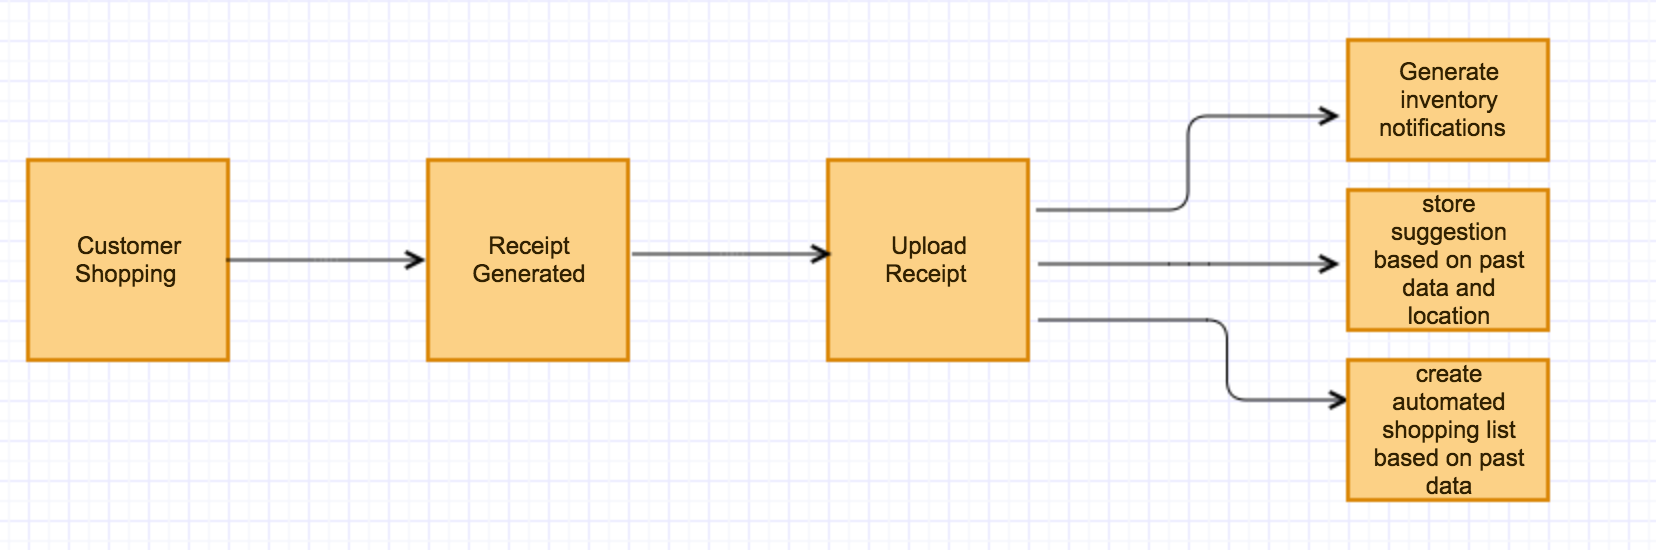 Customer
Shopping
Receipt
Generated
Upload
Receipt
Generate
inventory
notifications
store
suggestion
based on past
data and
location
create
automated
shopping list
based on past
data